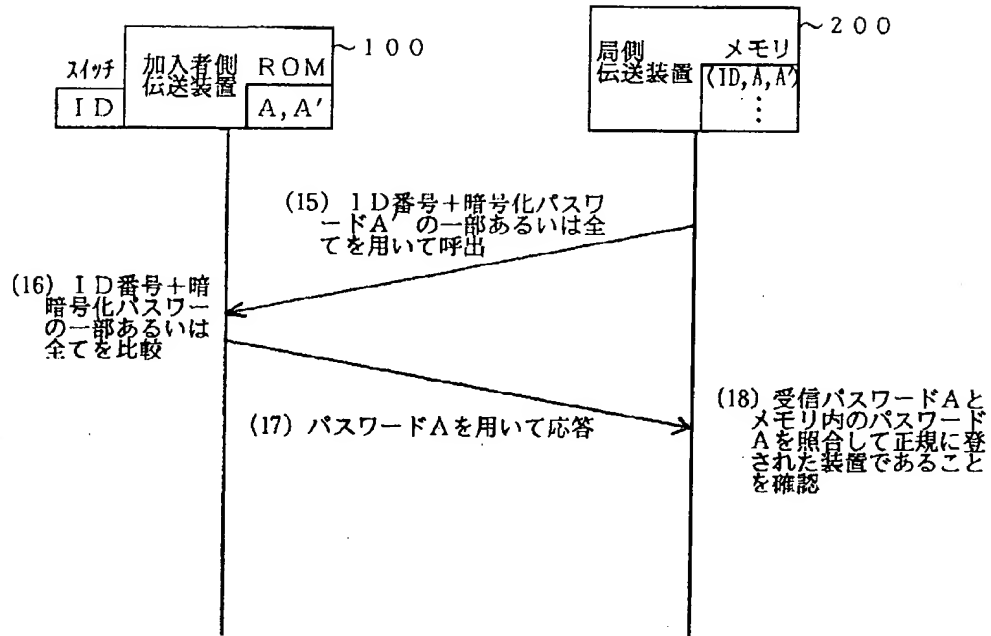 スイッチ
ID
加入者側
伝送装置
ROM
A,A′
~100
局側
伝送装置
メモリ
(ID,A,A′)
⋮
~200
(15) ID番号+暗号化パスワ
ードA′の一部あるいは全
てを用いて呼出
(16) ID番号+暗
暗号化パスワー
の一部あるいは
全てを比較
(17) パスワードAを用いて応答
(18) 受信パスワードAと
メモリ内のパスワード
Aを照合して正規に登
された装置であること
を確認